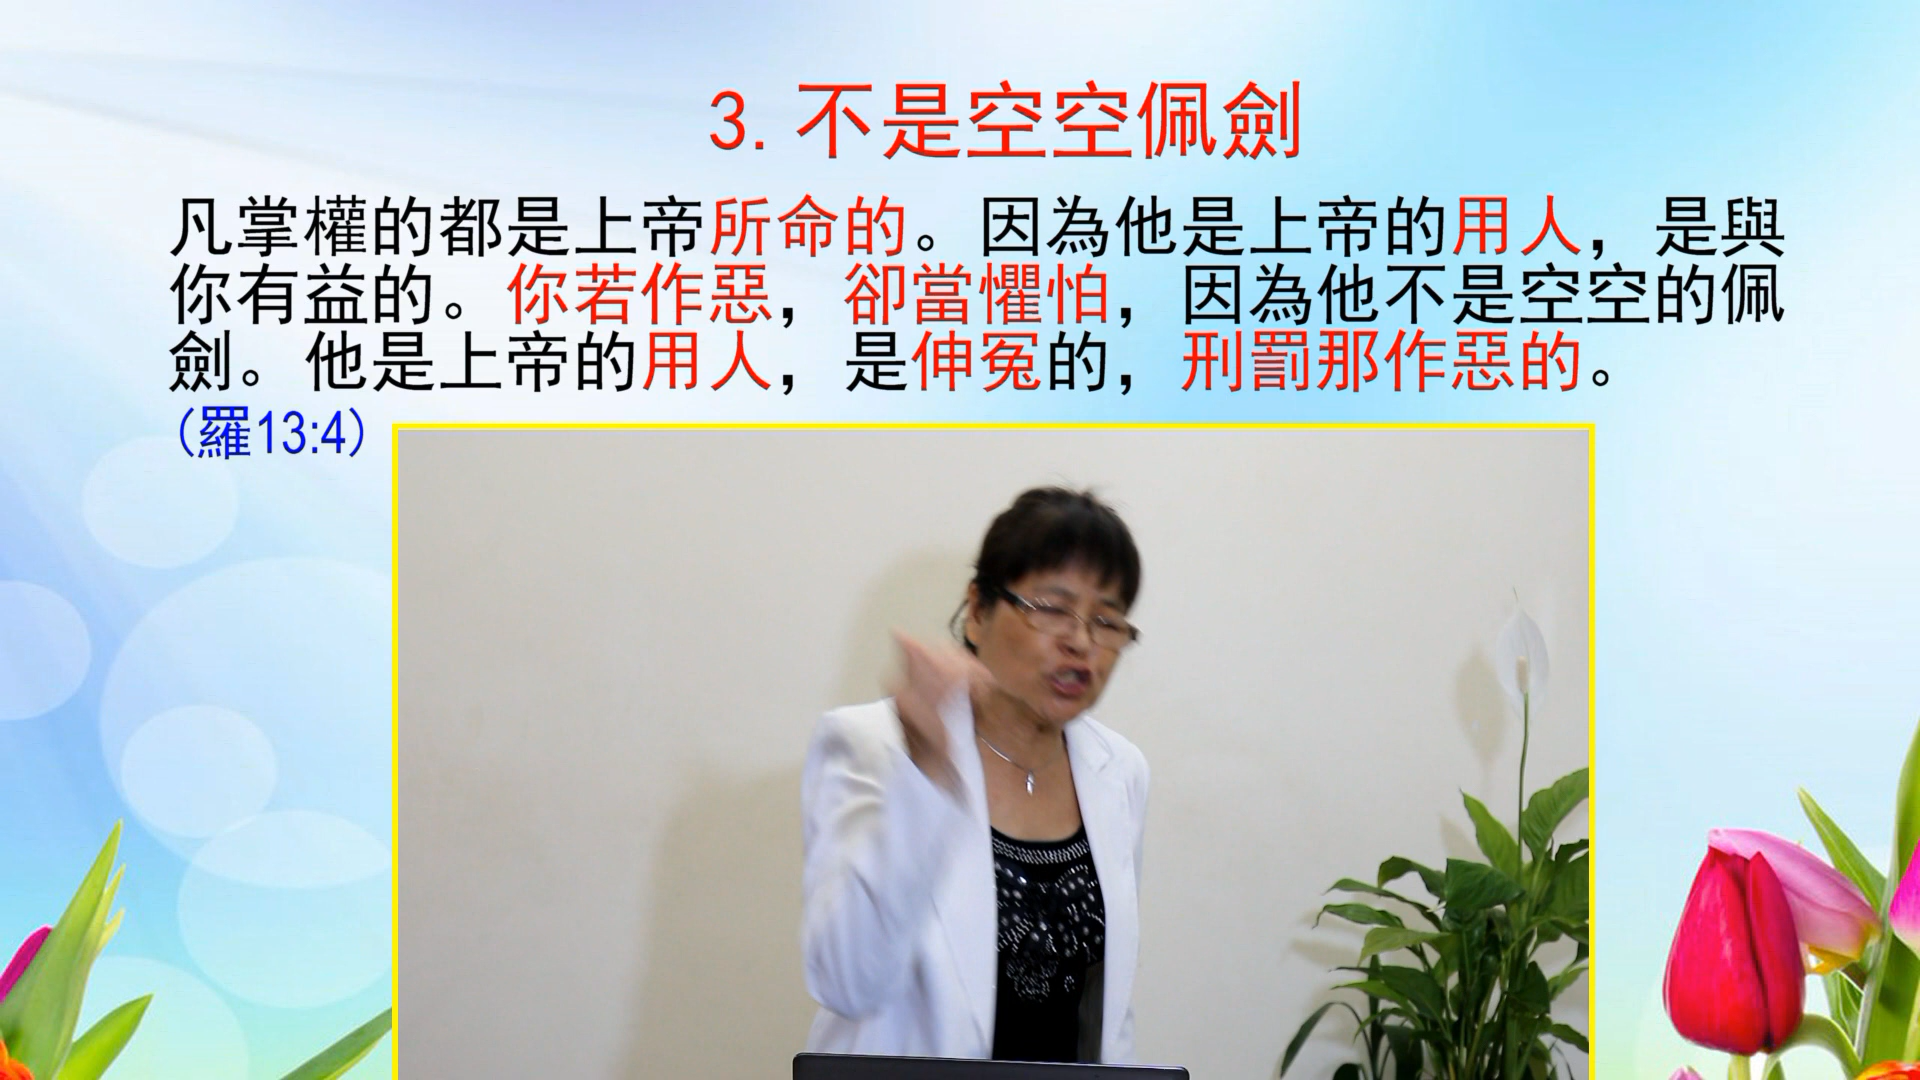 3. 不是空空佩劍
凡掌權的都是上帝所命的。因為他是上帝的用人，是與
你有益的。你若作惡，卻當懼怕，因為他不是空空的佩
劍。他是上帝的用人，是伸冤的，刑罰那作惡的。
(羅13:4)